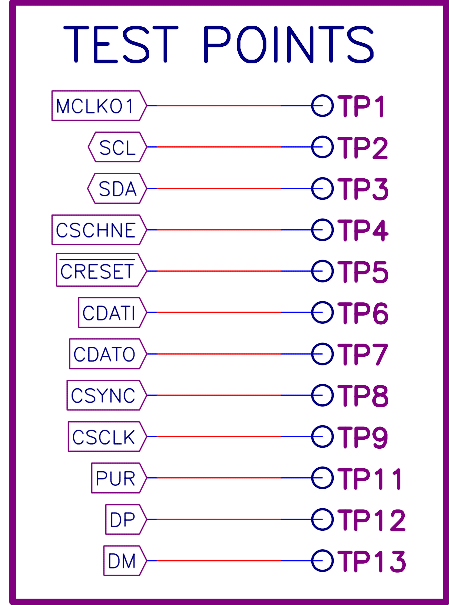 TEST POINTS
MCLKO1 TP1
SCL TP2
SDA TP3
CSCHNE TP4
CRESET TP5
CDATI TP6
CDATO TP7
CSYNC TP8
CSCLK TP9
PUR TP11
DP TP12
DM TP13